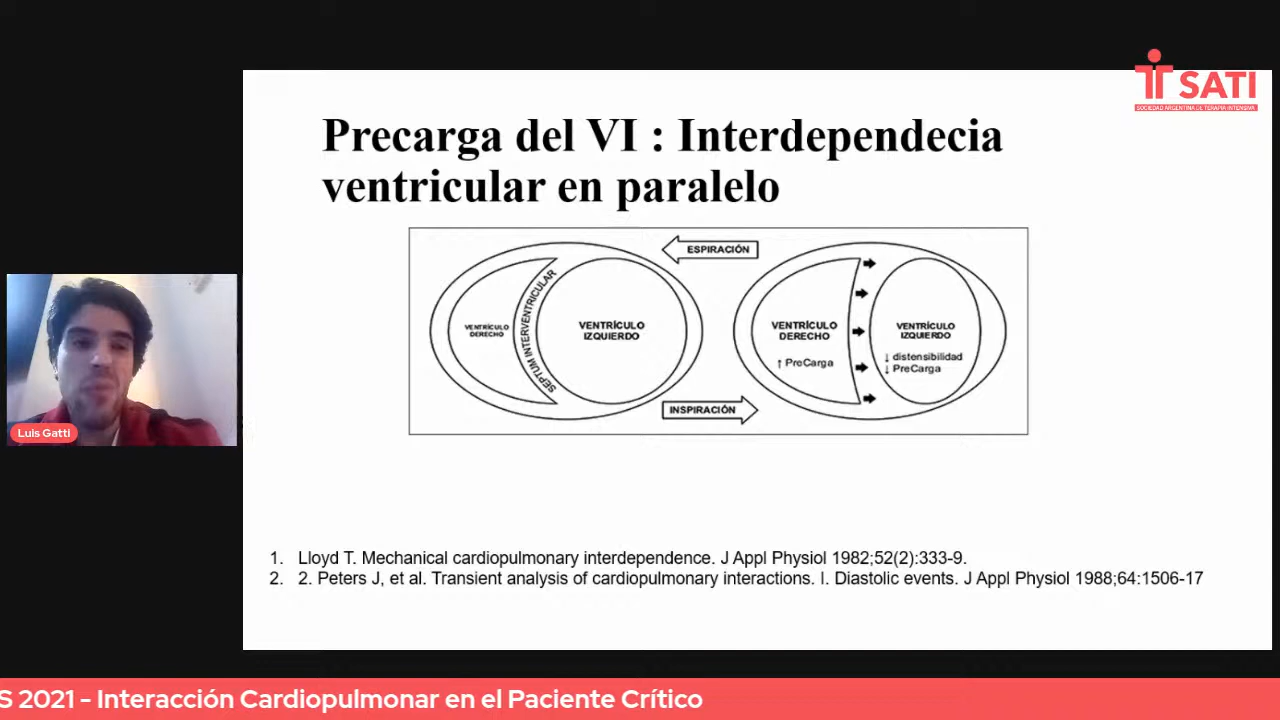 SATI
SOCIEDAD ARGENTINA DE TERAPIA INTENSIVA
Precarga del VI : Interdependecia
ventricular en paralelo
ESPIRACIÓN
VENTRÍCULO
DERECHO
SEPTUM INTERVENTRICULAR
VENTRÍCULO
IZQUIERDO
VENTRÍCULO
DERECHO
↑ PreCarga
VENTRÍCULO
IZQUIERDO
↓ distensibilidad
↓ PreCarga
INSPIRACIÓN
Luis Gatti
1. Lloyd T. Mechanical cardiopulmonary interdependence. J Appl Physiol 1982;52(2):333-9.
2. 2. Peters J, et al. Transient analysis of cardiopulmonary interactions. I. Diastolic events. J Appl Physiol 1988;64:1506-17
S 2021 - Interacción Cardiopulmonar en el Paciente Crítico